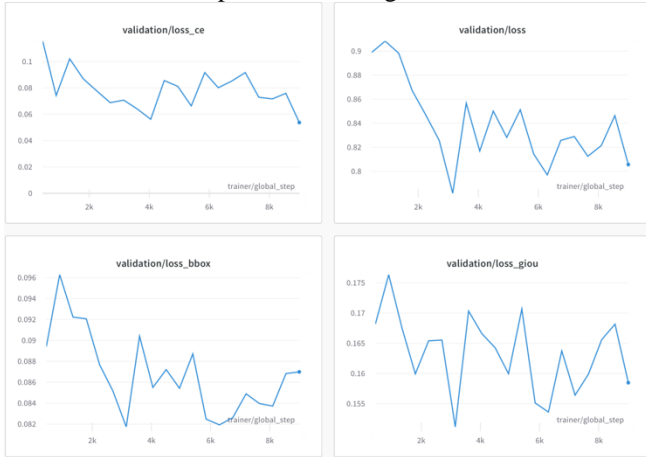 validation/loss_ce
0.1
0.08
0.06
0.04
0.02
0
trainer/global_step
2k
4k
6k
8k
validation/loss
0.9
0.88
0.86
0.84
0.82
0.8
trainer/global_step
2k
4k
6k
8k
validation/loss_bbox
0.096
0.094
0.092
0.09
0.088
0.086
0.084
0.082
trainer/global_step
2k
4k
6k
8k
validation/loss_giou
0.175
0.17
0.165
0.16
0.155
trainer/global_step
2k
4k
6k
8k